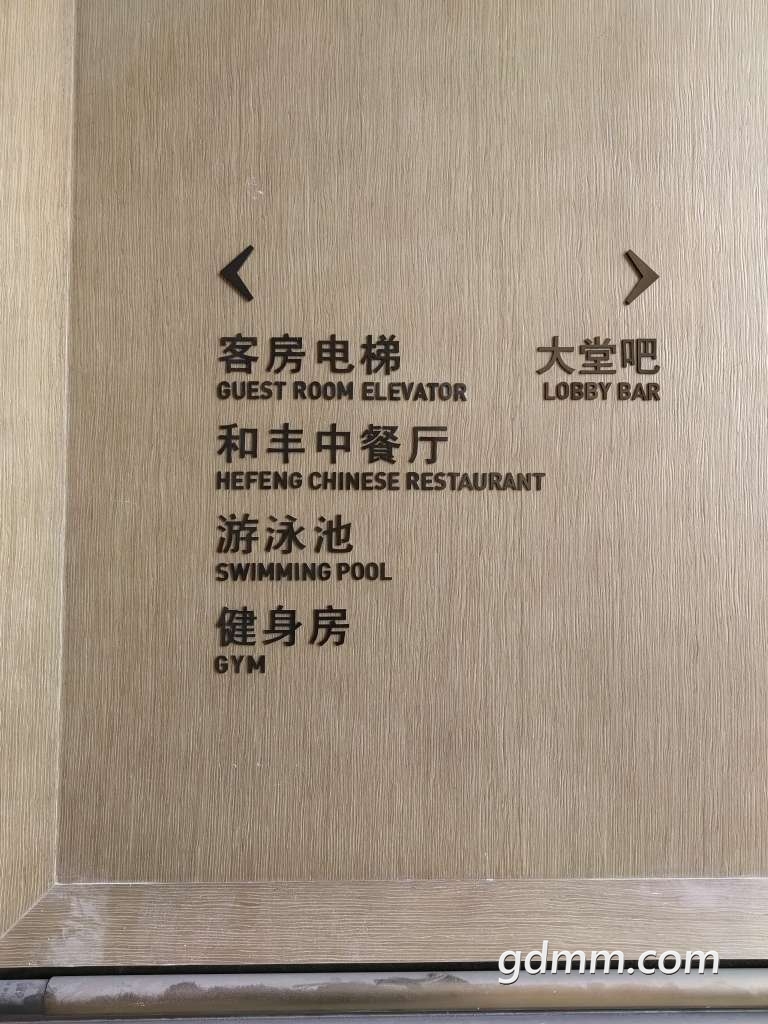 客房电梯
GUEST ROOM ELEVATOR
和丰中餐厅
HEFENG CHINESE RESTAURANT
游泳池
SWIMMING POOL
健身房
GYM
大堂吧
LOBBY BAR
gdmm.com